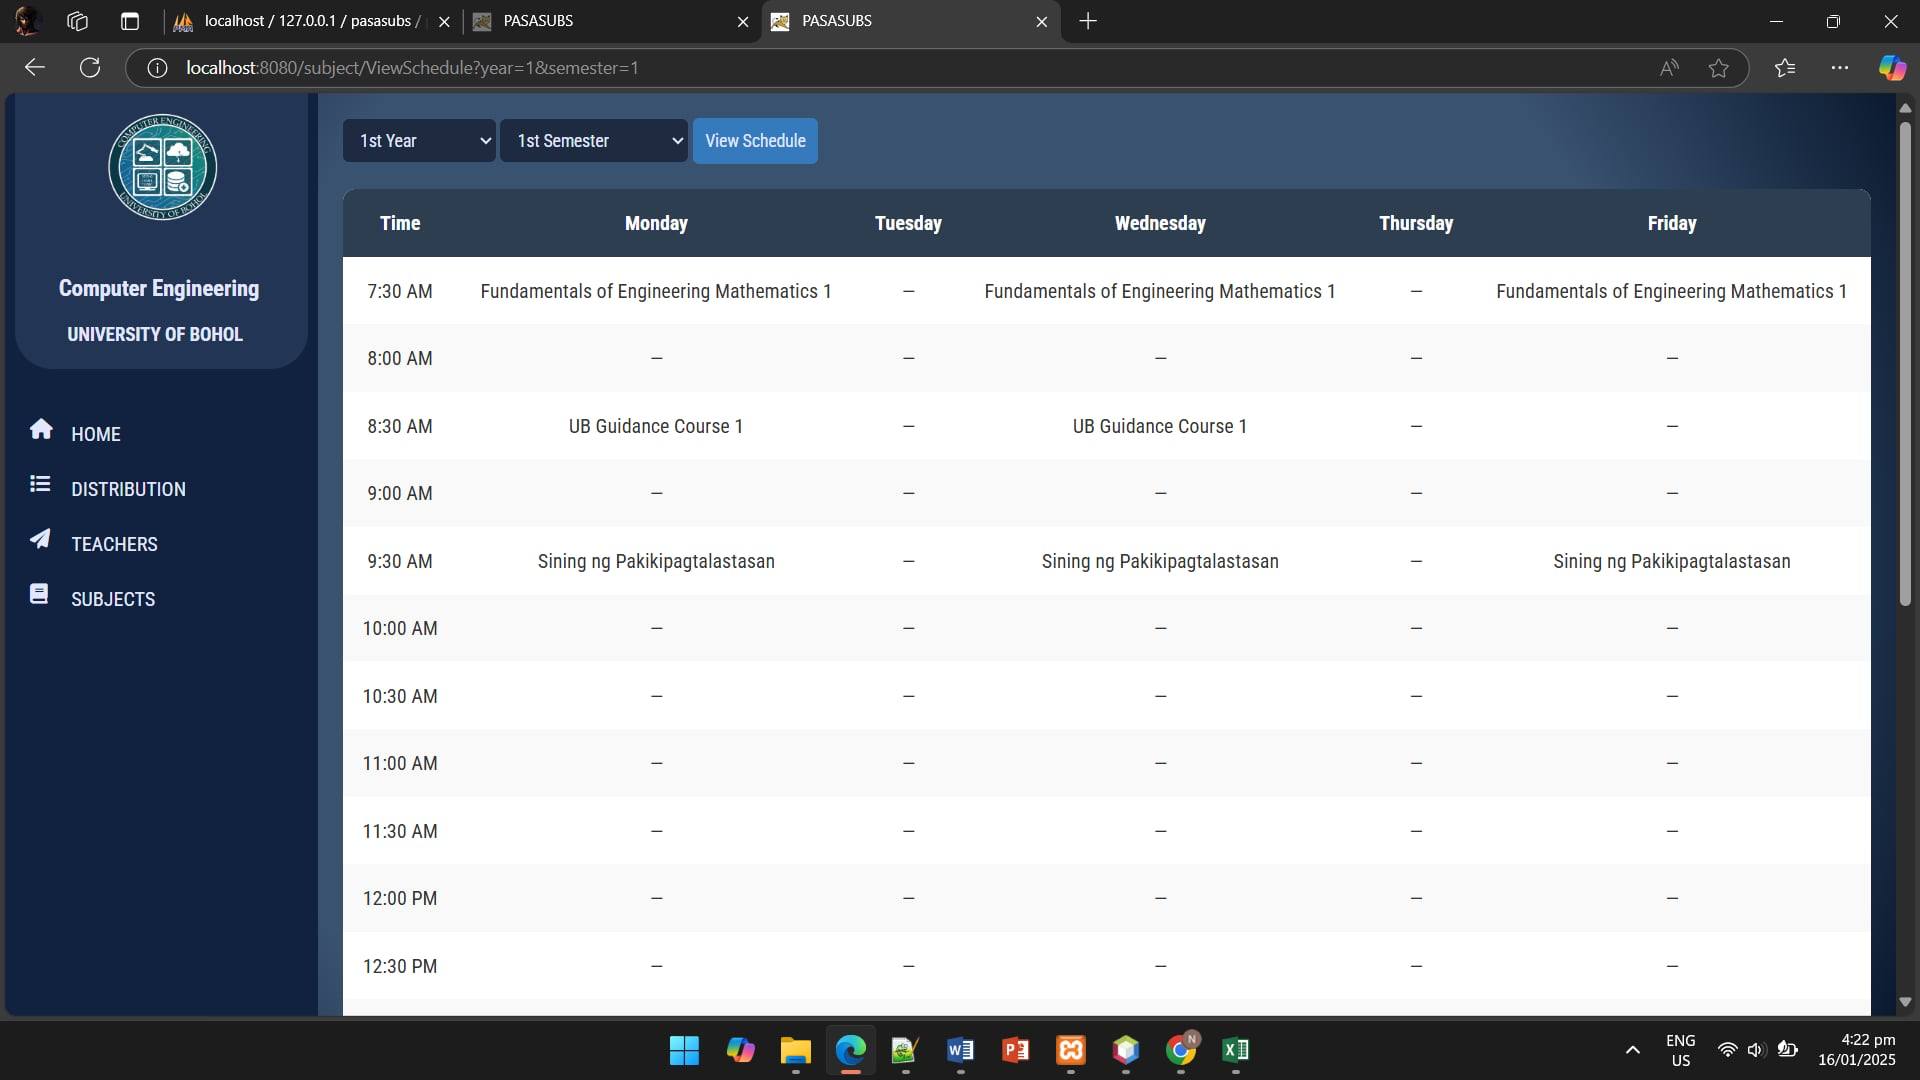 localhost / 127.0.0.1 / pasasubs /
PASASUBS
PASASUBS
localhost:8080/subject/ViewSchedule?year=1&semester=1
COMPUTER ENGINEERING
UNIVERSITY OF BOHOL
Computer Engineering
UNIVERSITY OF BOHOL
HOME
DISTRIBUTION
TEACHERS
SUBJECTS
1st Year 1st Semester View Schedule
Time Monday Tuesday Wednesday Thursday Friday
7:30 AM Fundamentals of Engineering Mathematics 1 — Fundamentals of Engineering Mathematics 1 — Fundamentals of Engineering Mathematics 1
8:00 AM — — — — —
8:30 AM UB Guidance Course 1 — UB Guidance Course 1 — —
9:00 AM — — — — —
9:30 AM Sining ng Pakikipagtalastasan — Sining ng Pakikipagtalastasan — Sining ng Pakikipagtalastasan
10:00 AM — — — — —
10:30 AM — — — — —
11:00 AM — — — — —
11:30 AM — — — — —
12:00 PM — — — — —
12:30 PM — — — — —
ENG
US
4:22 pm
16/01/2025